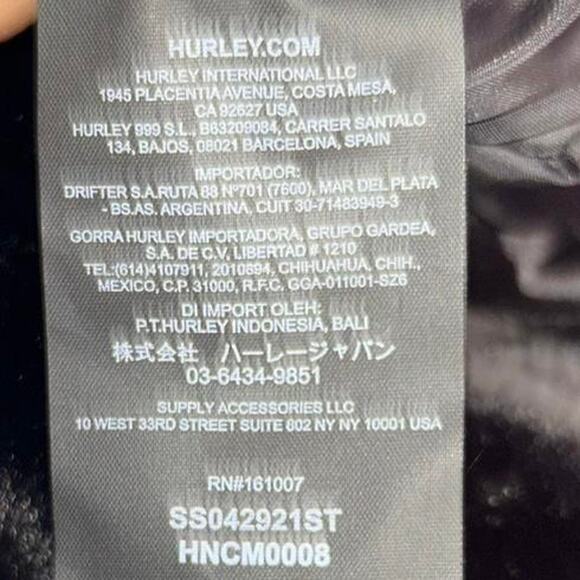 HURLEY.COM
HURLEY INTERNATIONAL LLC
1945 PLACENTIA AVENUE, COSTA MESA,
CA 92627 USA
HURLEY 999 S.L., B63209084, CARRER SANTALO
134, BAJOS, 08021 BARCELONA, SPAIN
IMPORTADOR:
DRIFTER S.A.RUTA 88 Nº701 (7600), MAR DEL PLATA
- BS.AS. ARGENTINA, CUIT 30-71483949-3
GORRA HURLEY IMPORTADORA, GRUPO GARDEA,
S.A. DE C.V, LIBERTAD # 1210
TEL:(614)4107911, 2010894, CHIHUAHUA, CHIH.,
MEXICO, C.P. 31000, R.F.C. GGA-011001-SZ6
DI IMPORT OLEH:
P.T.HURLEY INDONESIA, BALI
株式会社 ハーレージャパン
03-6434-9851
SUPPLY ACCESSORIES LLC
10 WEST 33RD STREET SUITE 802 NY NY 10001 USA
RN#161007
SS042921ST
HNCM0008